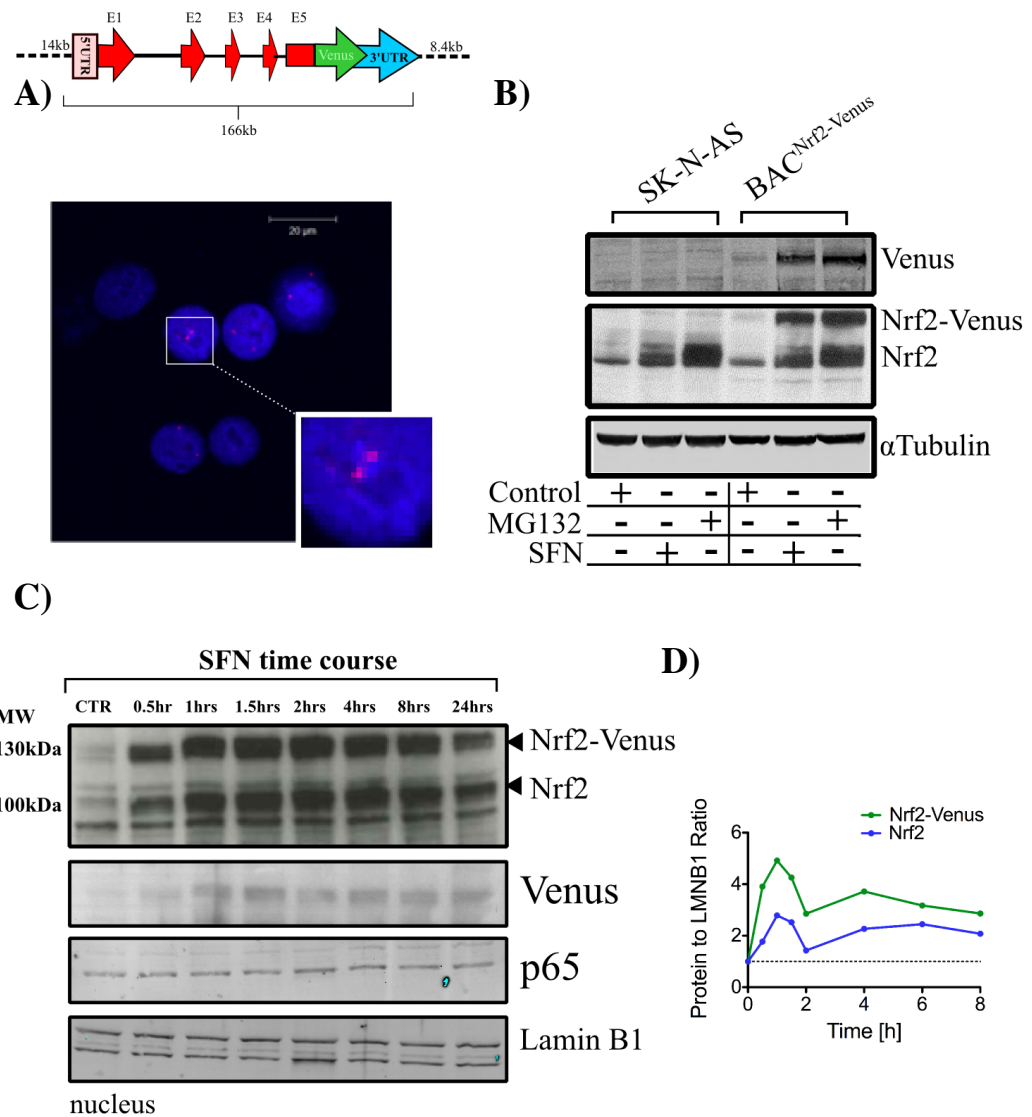 E1 E2 E3 E4 E5
14kb 5'UTR Venus 3'UTR 8.4kb
A)
166kb
20 µm
B)
SK-N-AS BAC^Nrf2-Venus
Venus
Nrf2-Venus
Nrf2
αTubulin
Control + - - + - -
MG132 - - + - - +
SFN - + - - + -
C)
SFN time course
CTR 0.5hr 1hrs 1.5hrs 2hrs 4hrs 8hrs 24hrs
MW
130kDa Nrf2-Venus
Nrf2
100kDa
Venus
p65
Lamin B1
nucleus
D)
Nrf2-Venus
Nrf2
Protein to LMNB1 Ratio
6
4
2
0
0 2 4 6 8
Time [h]